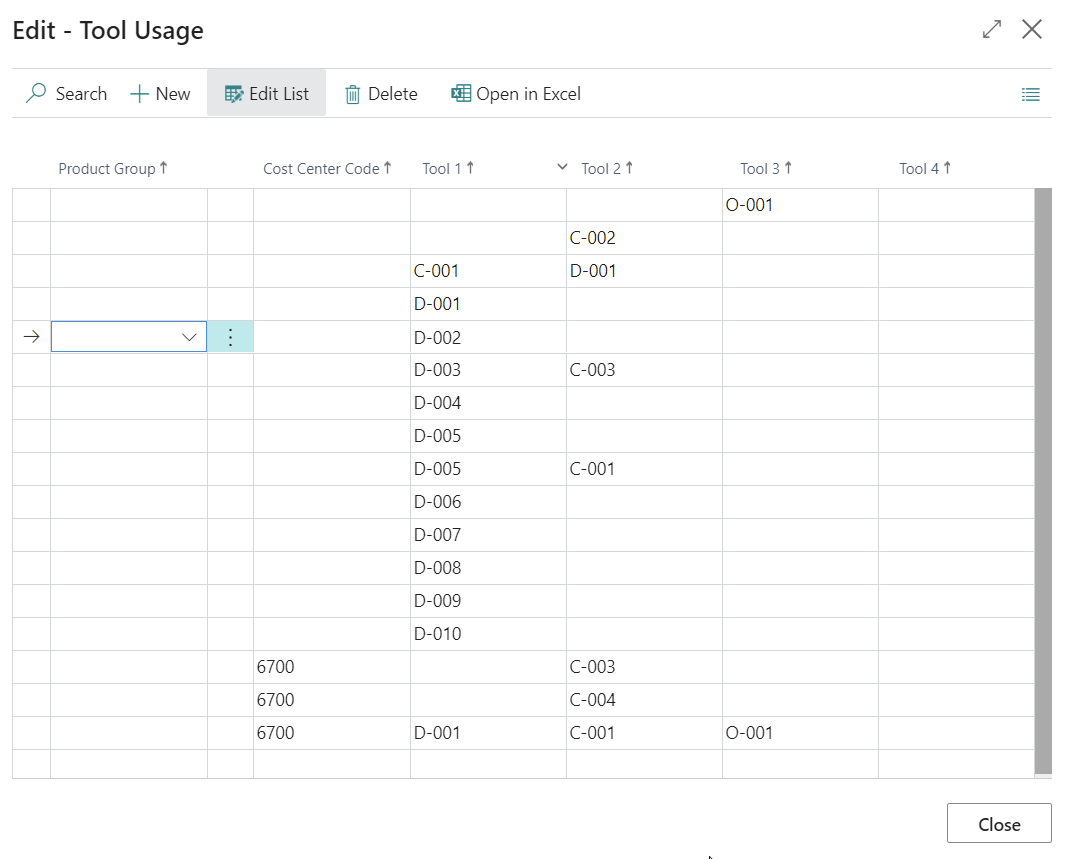 Edit - Tool Usage
Search New Edit List Delete Open in Excel
Product Group↑ Cost Center Code↑ Tool 1↑ Tool 2↑ Tool 3↑ Tool 4↑
O-001
C-002
C-001 D-001
D-001
D-002
D-003 C-003
D-004
D-005
D-005 C-001
D-006
D-007
D-008
D-009
D-010
6700 C-003
6700 C-004
6700 D-001 C-001 O-001
Close